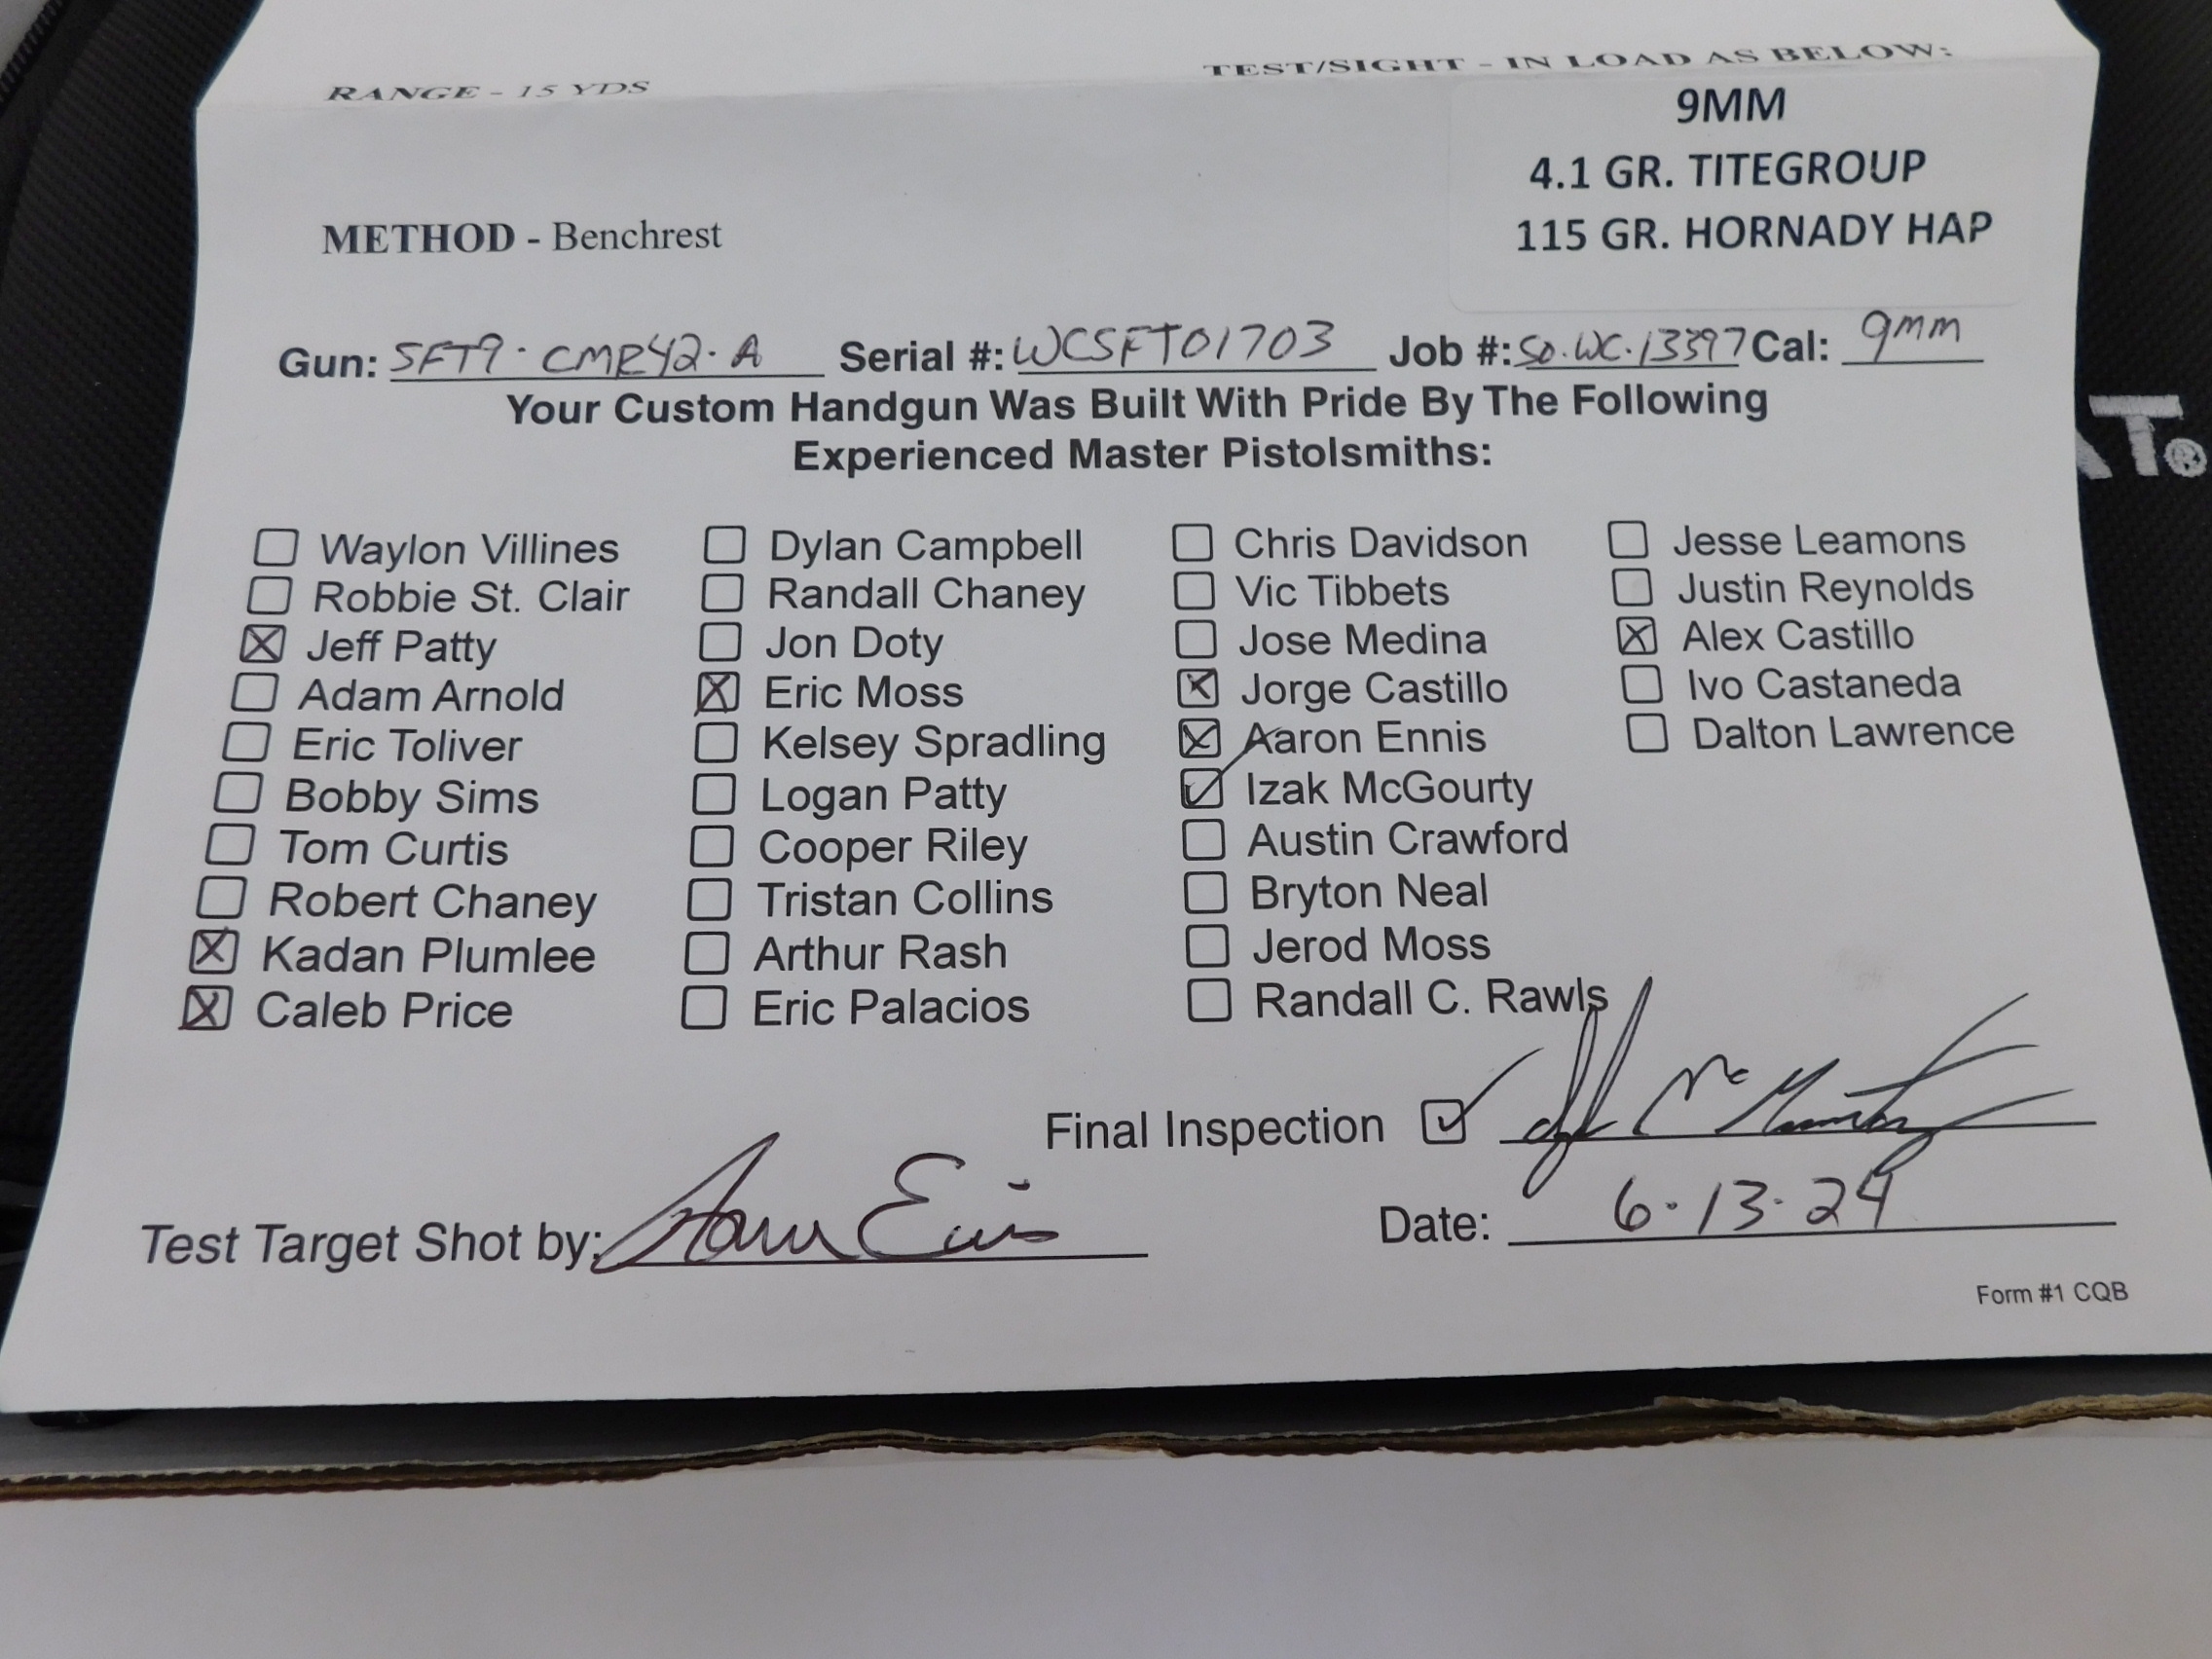 RANGE - 15 YDS
TEST/SIGHT - IN LOAD AS BELOW:
9MM
4.1 GR. TITEGROUP
115 GR. HORNADY HAP
METHOD - Benchrest
Gun: SFT9·CMR42·A Serial #: WCSFT01703 Job #: SO.WC.13397 Cal: 9mm
Your Custom Handgun Was Built With Pride By The Following
Experienced Master Pistolsmiths:
Waylon Villines
Robbie St. Clair
Jeff Patty
Adam Arnold
Eric Toliver
Bobby Sims
Tom Curtis
Robert Chaney
Kadan Plumlee
Caleb Price
Dylan Campbell
Randall Chaney
Jon Doty
Eric Moss
Kelsey Spradling
Logan Patty
Cooper Riley
Tristan Collins
Arthur Rash
Eric Palacios
Chris Davidson
Vic Tibbets
Jose Medina
Jorge Castillo
Aaron Ennis
Izak McGourty
Austin Crawford
Bryton Neal
Jerod Moss
Randall C. Rawls
Jesse Leamons
Justin Reynolds
Alex Castillo
Ivo Castaneda
Dalton Lawrence
Final Inspection
Test Target Shot by: Aaron Ennis
Date: 6·13·24
Form #1 CQB
AT®